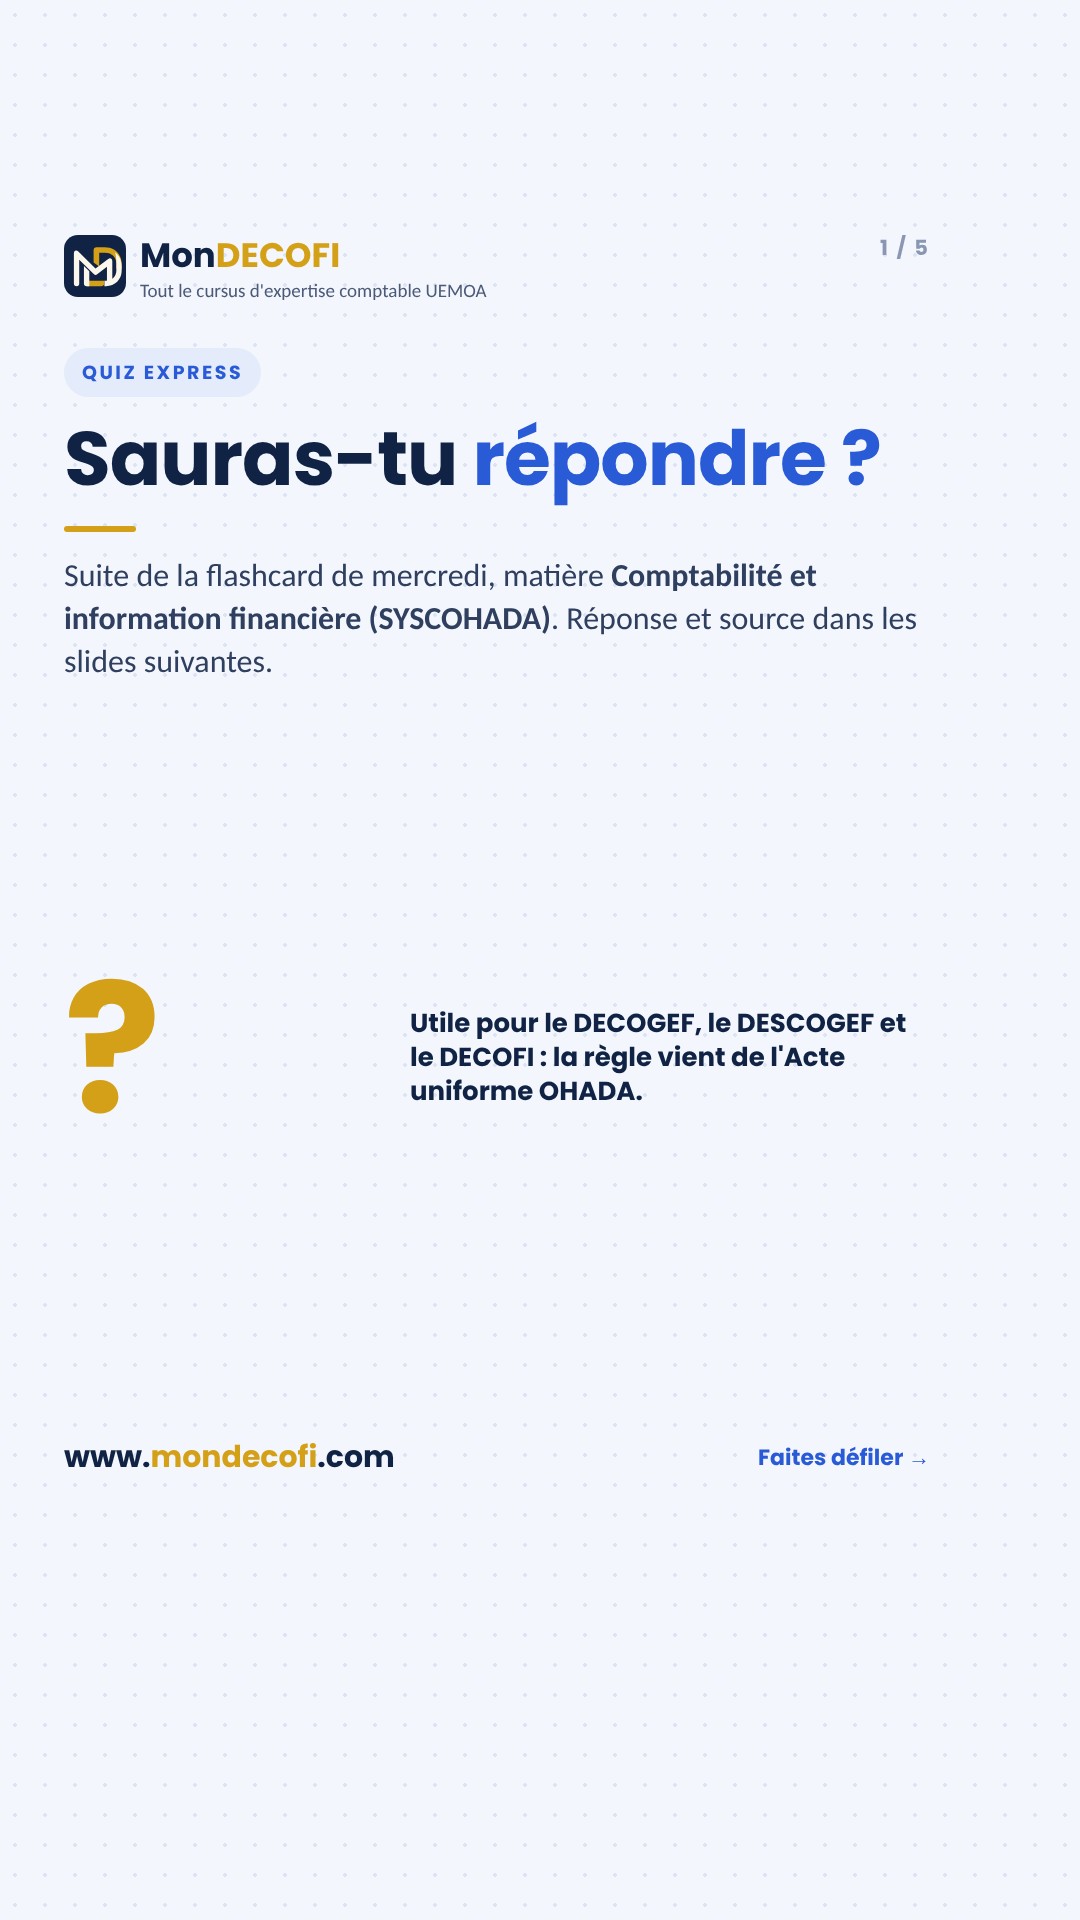 MonDECOFI
Tout le cursus d'expertise comptable UEMOA
1 / 5
QUIZ EXPRESS
Sauras-tu répondre ?
Suite de la flashcard de mercredi, matière Comptabilité et
information financière (SYSCOHADA). Réponse et source dans les
slides suivantes.
?
Utile pour le DECOGEF, le DESCOGEF et
le DECOFI : la règle vient de l'Acte
uniforme OHADA.
www.mondecofi.com
Faites défiler →